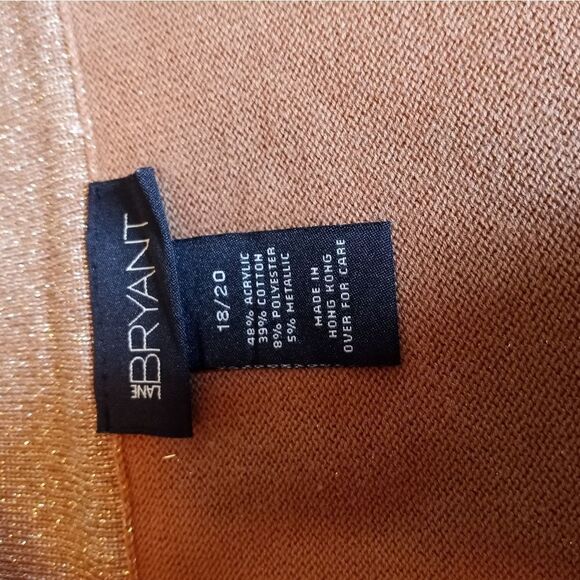 LANE
BRYANT
18/20
48% ACRYLIC
39% COTTON
8% POLYESTER
5% METALLIC
MADE IN
HONG KONG
OVER FOR CARE